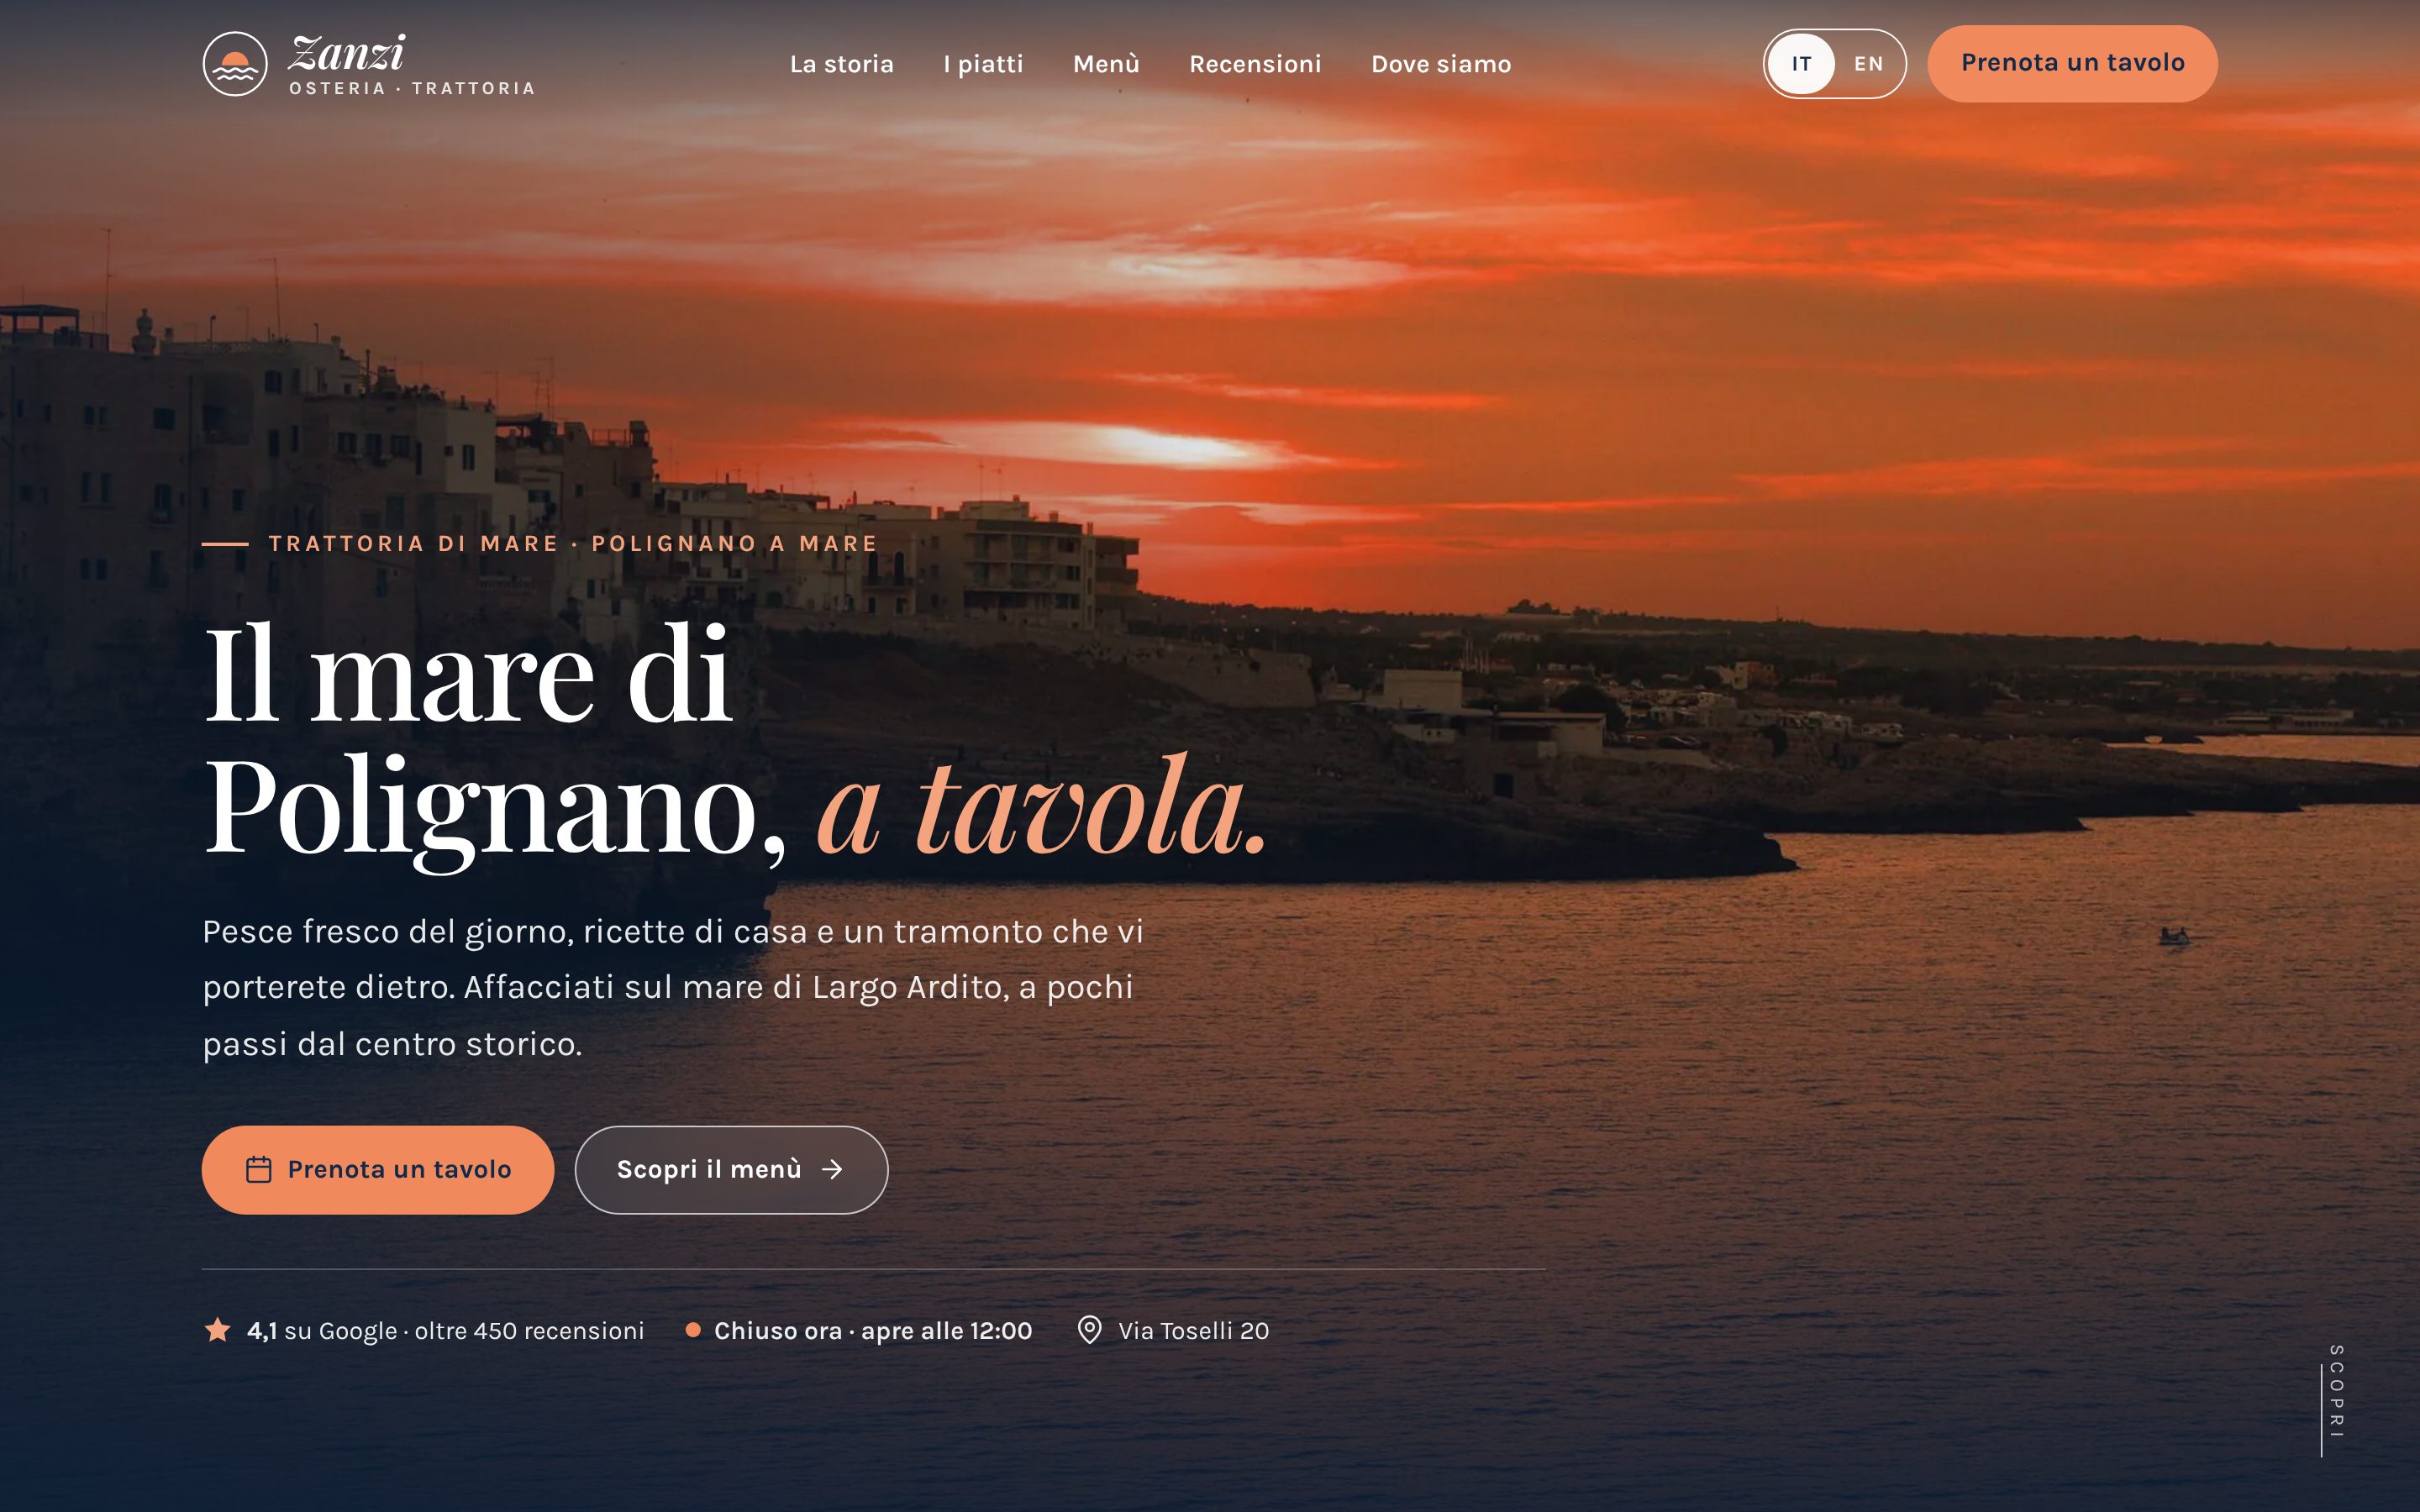 Zanzi
OSTERIA · TRATTORIA
La storia
I piatti
Menù
Recensioni
Dove siamo
IT
EN
Prenota un tavolo
TRATTORIA DI MARE · POLIGNANO A MARE
Il mare di
Polignano, a tavola.
Pesce fresco del giorno, ricette di casa e un tramonto che vi
porterete dietro. Affacciati sul mare di Largo Ardito, a pochi
passi dal centro storico.
Prenota un tavolo
Scopri il menù
4,1 su Google · oltre 450 recensioni
Chiuso ora · apre alle 12:00
Via Toselli 20
SCOPRI